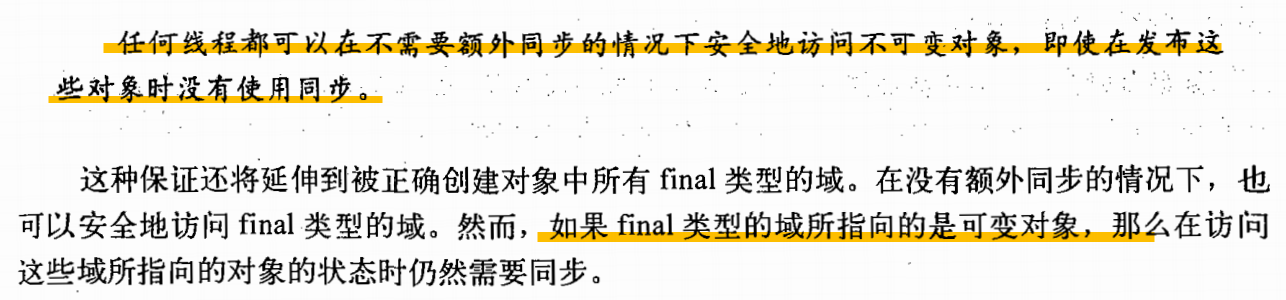 任何线程都可以在不需要额外同步的情况下安全地访问不可变对象，即使在发布这
些对象时没有使用同步。
这种保证还将延伸到被正确创建对象中所有 final 类型的域。在没有额外同步的情况下，也
可以安全地访问 final 类型的域。然而，如果 final 类型的域所指向的是可变对象，那么在访问
这些域所指向的对象的状态时仍然需要同步。